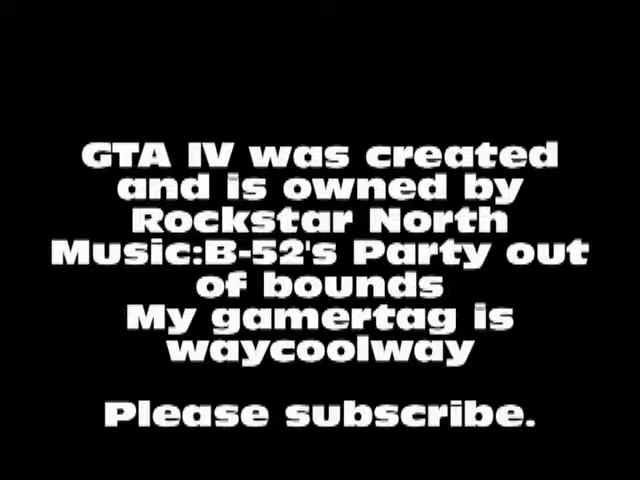 GTA IV was created
and is owned by
Rockstar North
Music:B-52's Party out
of bounds
My gamertag is
waycoolway
Please subscribe.